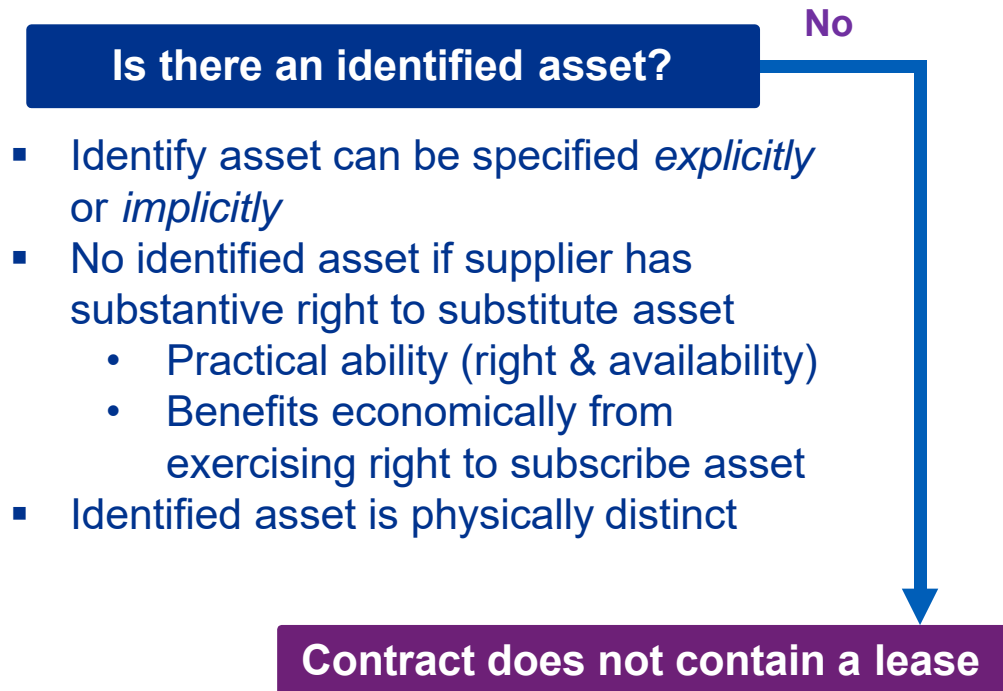 No
Is there an identified asset?
▪ Identify asset can be specified explicitly
or implicitly
▪ No identified asset if supplier has
substantive right to substitute asset
• Practical ability (right & availability)
• Benefits economically from
exercising right to subscribe asset
▪ Identified asset is physically distinct
Contract does not contain a lease